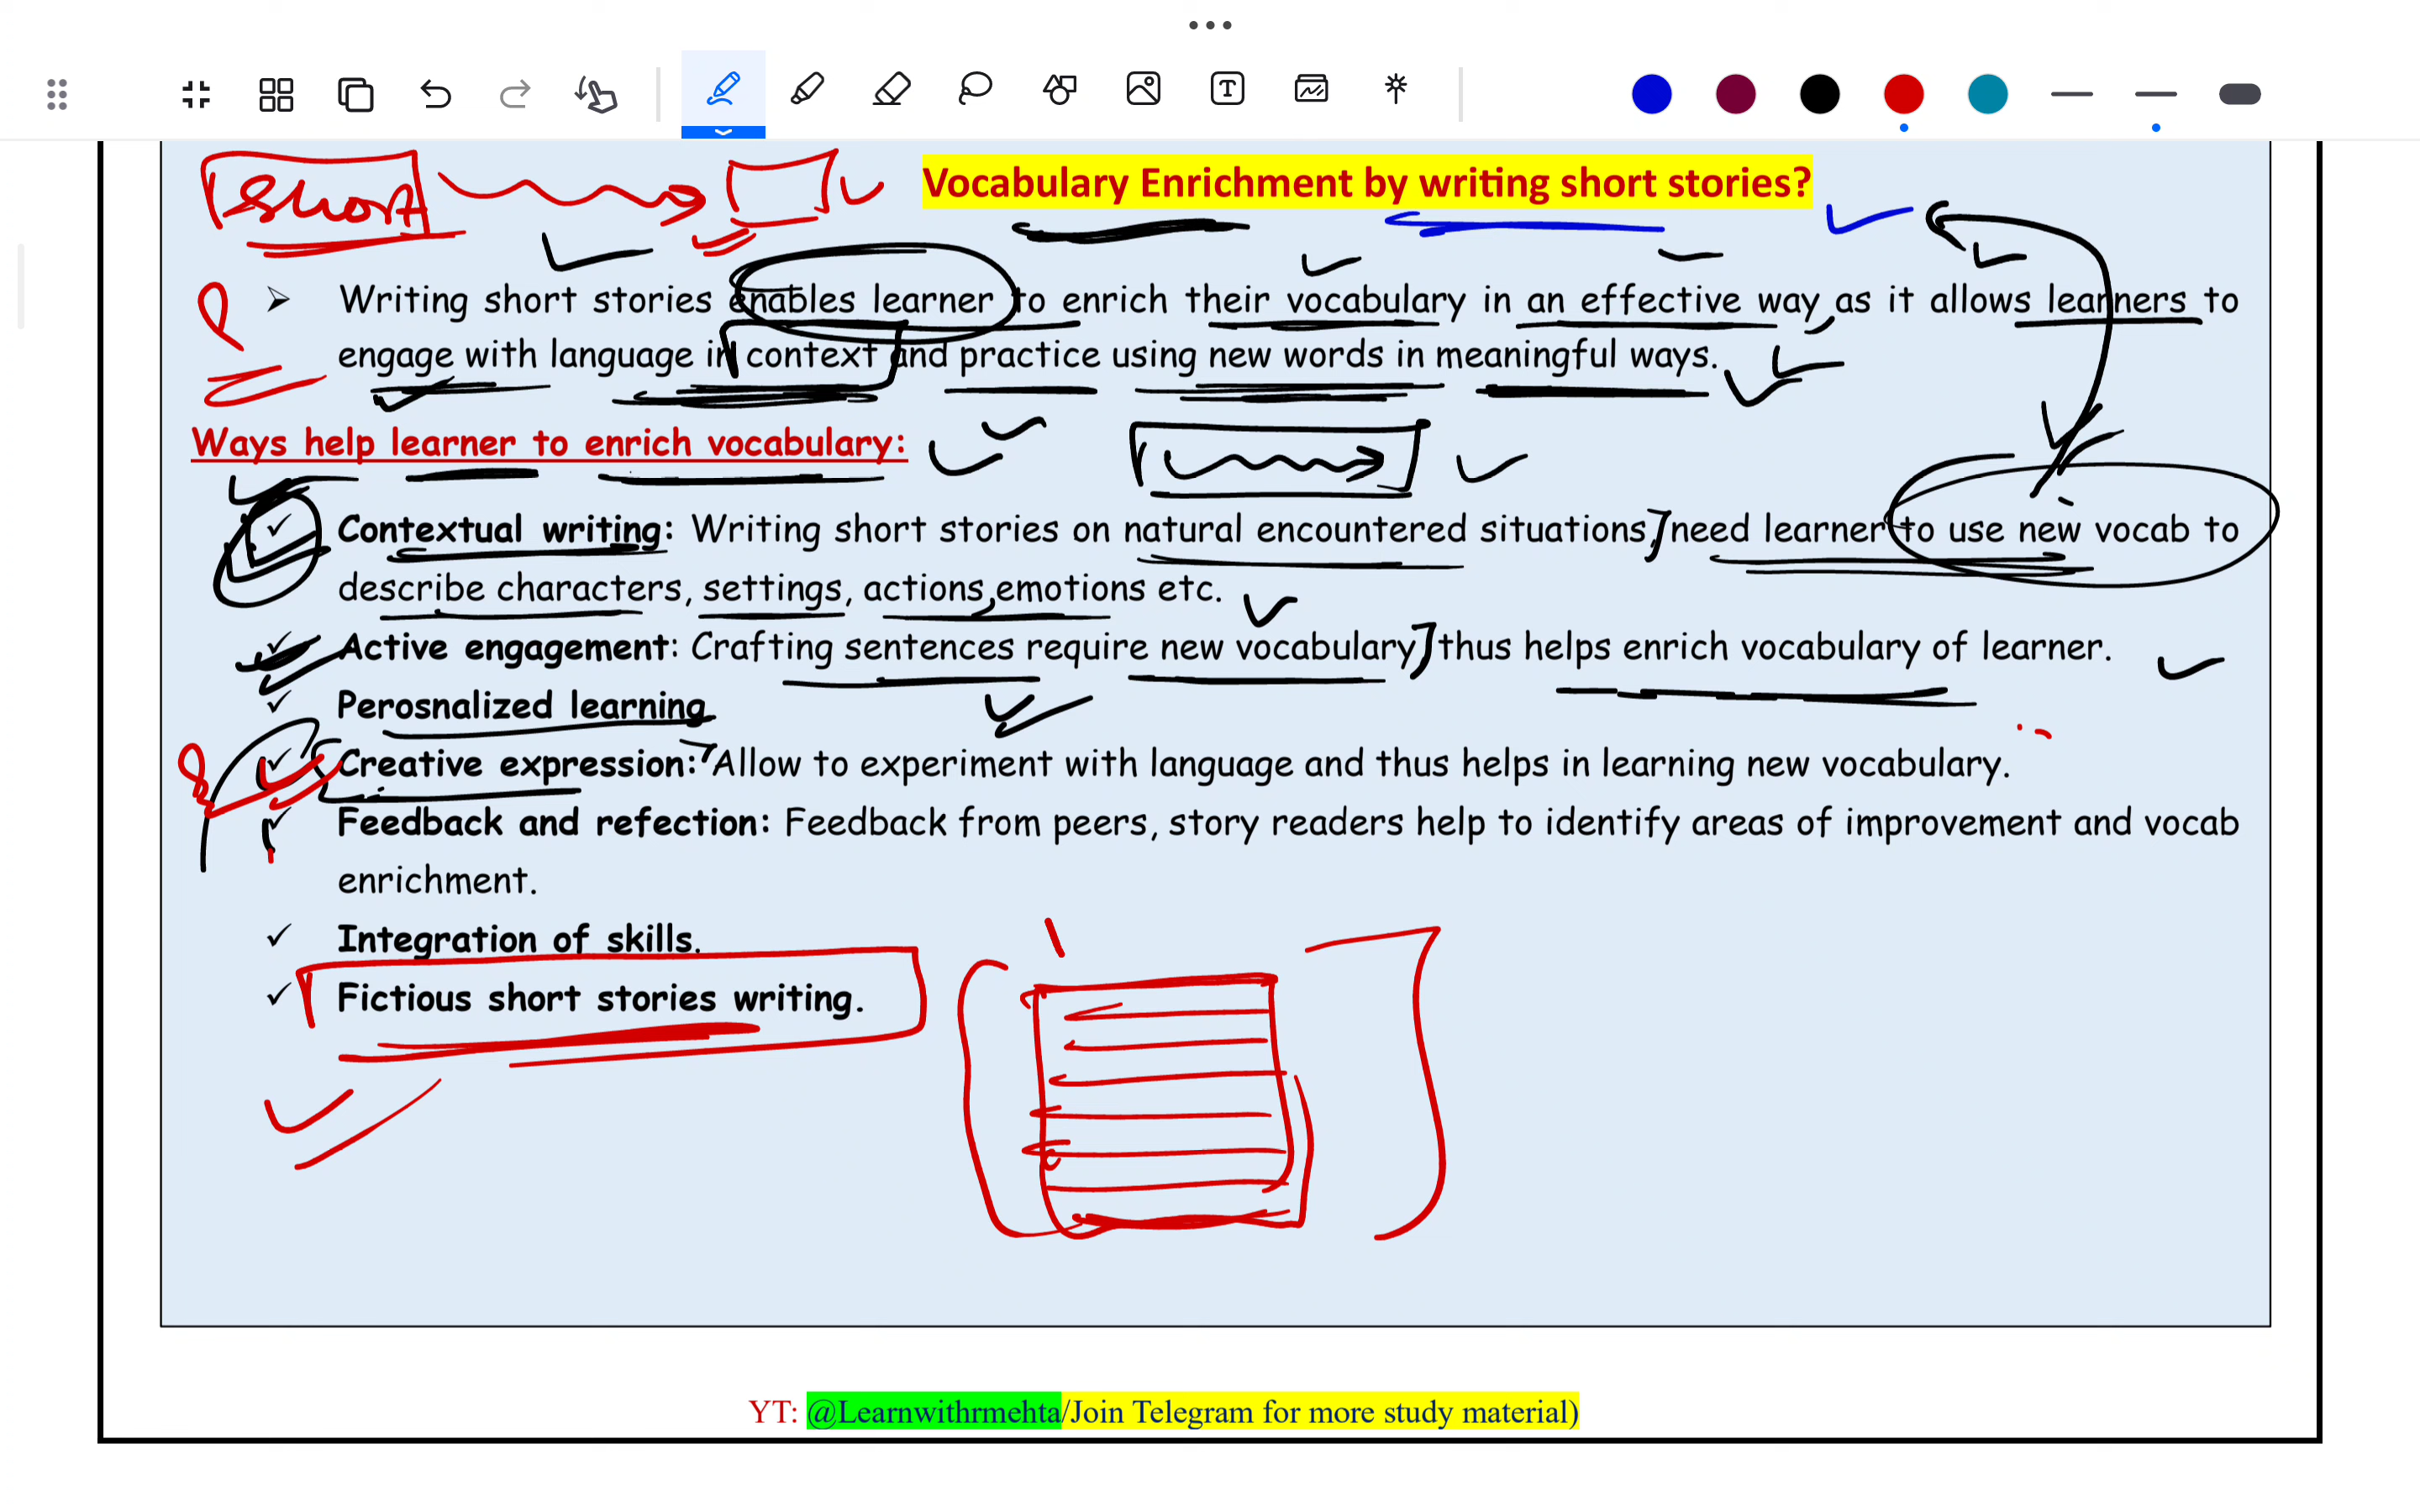 short
Vocabulary Enrichment by writing short stories?
➢ Writing short stories enables learner to enrich their vocabulary in an effective way as it allows learners to
engage with language in context and practice using new words in meaningful ways.
Ways help learner to enrich vocabulary:
✓ Contextual writing: Writing short stories on natural encountered situations, need learner to use new vocab to
describe characters, settings, actions,emotions etc.
✓ Active engagement: Crafting sentences require new vocabulary, thus helps enrich vocabulary of learner.
✓ Perosnalized learning
✓ Creative expression: Allow to experiment with language and thus helps in learning new vocabulary.
✓ Feedback and refection: Feedback from peers, story readers help to identify areas of improvement and vocab
enrichment.
✓ Integration of skills.
✓ Fictious short stories writing.
YT: @Learnwithrmehta/Join Telegram for more study material)